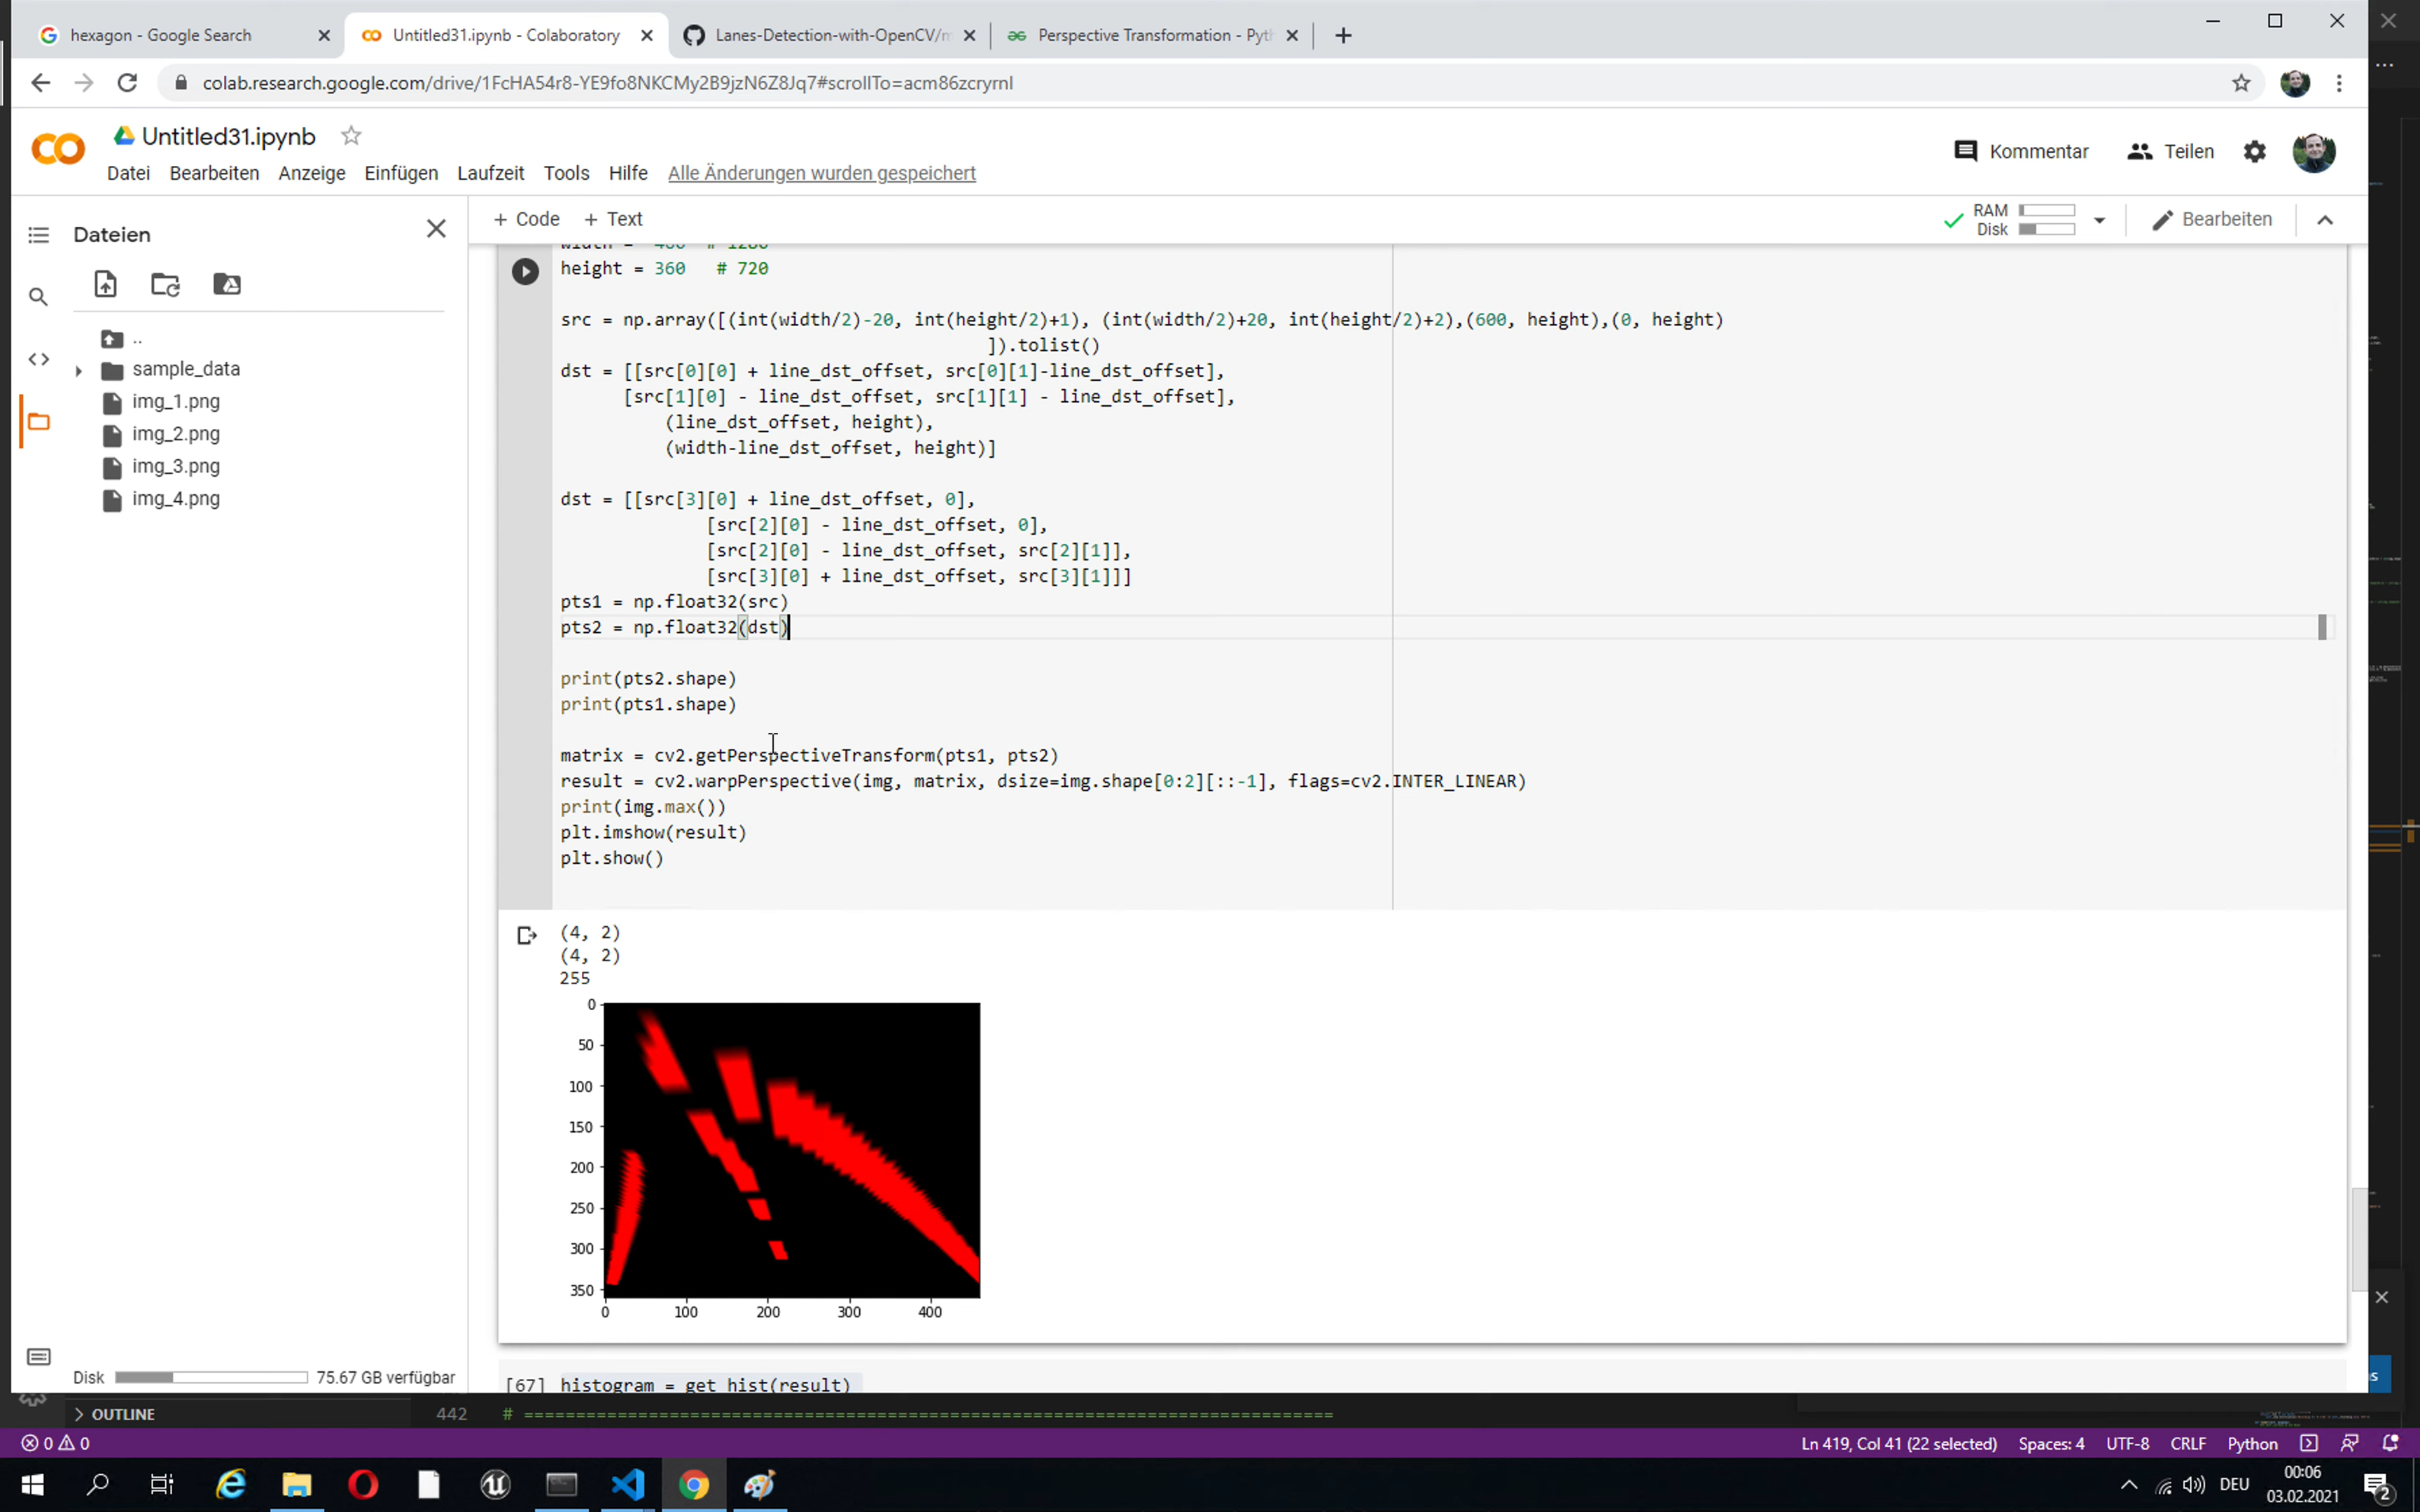 hexagon - Google Search
Untitled31.ipynb - Colaboratory
Lanes-Detection-with-OpenCV/m
Perspective Transformation - Pyth
colab.research.google.com/drive/1FcHA54r8-YE9fo8NKCMy2B9jzN6Z8Jq7#scrollTo=acm86zcryrnI
Untitled31.ipynb
Kommentar
Teilen
Datei Bearbeiten Anzeige Einfügen Laufzeit Tools Hilfe Alle Änderungen wurden gespeichert
Dateien
+ Code + Text
RAM
Disk
Bearbeiten
..
sample_data
img_1.png
img_2.png
img_3.png
img_4.png
height = 360 # 720
src = np.array([(int(width/2)-20, int(height/2)+1), (int(width/2)+20, int(height/2)+2),(600, height),(0, height)
]).tolist()
dst = [[src[0][0] + line_dst_offset, src[0][1]-line_dst_offset],
[src[1][0] - line_dst_offset, src[1][1] - line_dst_offset],
(line_dst_offset, height),
(width-line_dst_offset, height)]
dst = [[src[3][0] + line_dst_offset, 0],
[src[2][0] - line_dst_offset, 0],
[src[2][0] - line_dst_offset, src[2][1]],
[src[3][0] + line_dst_offset, src[3][1]]]
pts1 = np.float32(src)
pts2 = np.float32(dst)
print(pts2.shape)
print(pts1.shape)
matrix = cv2.getPerspectiveTransform(pts1, pts2)
result = cv2.warpPerspective(img, matrix, dsize=img.shape[0:2][::-1], flags=cv2.INTER_LINEAR)
print(img.max())
plt.imshow(result)
plt.show()
(4, 2)
(4, 2)
255
0
50
100
150
200
250
300
350
0 100 200 300 400
Disk 75.67 GB verfügbar
[67] histogram = get_hist(result)
OUTLINE
442 # ==============================================================================
0 0
Ln 419, Col 41 (22 selected) Spaces: 4 UTF-8 CRLF Python
DEU
00:06
03.02.2021
2